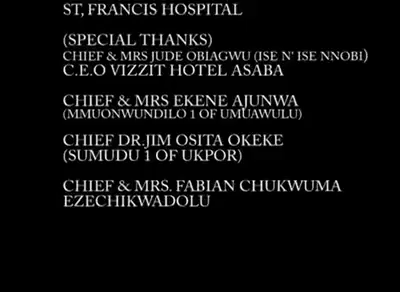 ST, FRANCIS HOSPITAL
(SPECIAL THANKS)
CHIEF & MRS JUDE OBIAGWU (ISE N' ISE NNOBI)
C.E.O VIZZIT HOTEL ASABA
CHIEF & MRS EKENE AJUNWA
(MMUONWUNDILO 1 OF UMUAWULU)
CHIEF DR.JIM OSITA OKEKE
(SUMUDU 1 OF UKPOR)
CHIEF & MRS. FABIAN CHUKWUMA
EZECHIKWADOLU